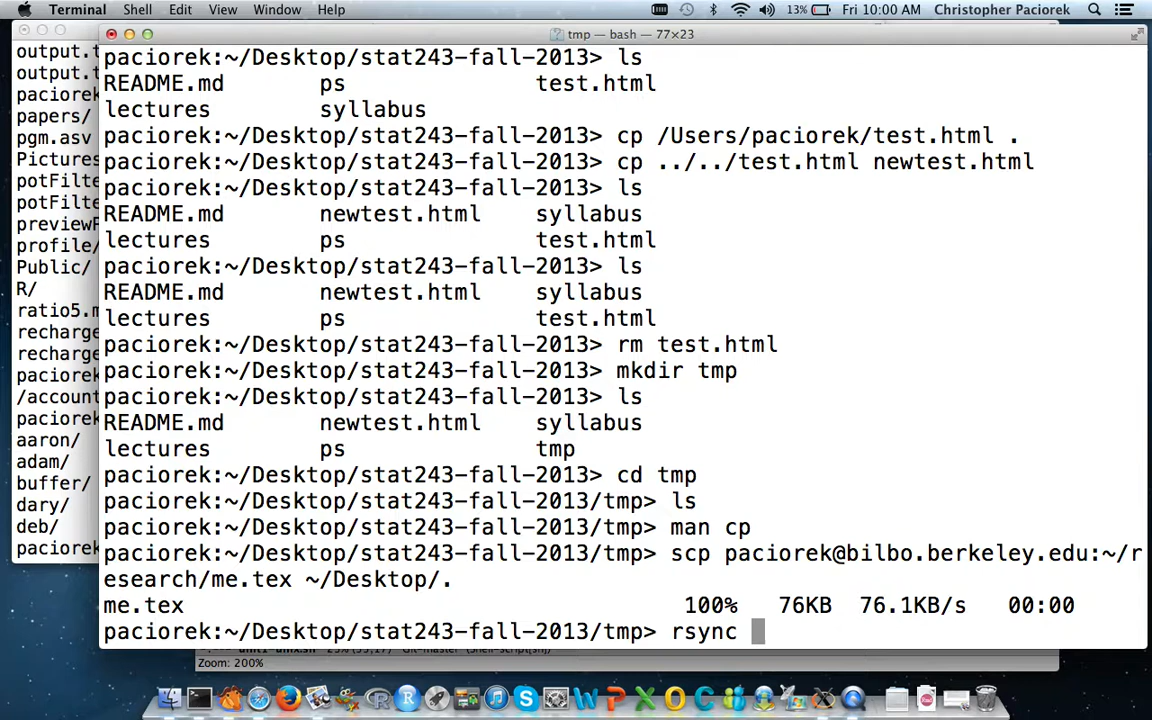 Terminal Shell Edit View Window Help 13% Fri 10:00 AM Christopher Paciorek
tmp — bash — 77×23
output.t
output.t
paciorek
papers/
pgm.asv
Pictures
potFilte
potFilte
previewR
profile/
Public/
R/
ratio5.m
recharge
recharge
paciorek
/account
paciorek
aaron/
adam/
buffer/
dary/
deb/
paciorek
paciorek:~/Desktop/stat243-fall-2013> ls
README.md ps test.html
lectures syllabus
paciorek:~/Desktop/stat243-fall-2013> cp /Users/paciorek/test.html .
paciorek:~/Desktop/stat243-fall-2013> cp ../../test.html newtest.html
paciorek:~/Desktop/stat243-fall-2013> ls
README.md newtest.html syllabus
lectures ps test.html
paciorek:~/Desktop/stat243-fall-2013> ls
README.md newtest.html syllabus
lectures ps test.html
paciorek:~/Desktop/stat243-fall-2013> rm test.html
paciorek:~/Desktop/stat243-fall-2013> mkdir tmp
paciorek:~/Desktop/stat243-fall-2013> ls
README.md newtest.html syllabus
lectures ps tmp
paciorek:~/Desktop/stat243-fall-2013> cd tmp
paciorek:~/Desktop/stat243-fall-2013/tmp> ls
paciorek:~/Desktop/stat243-fall-2013/tmp> man cp
paciorek:~/Desktop/stat243-fall-2013/tmp> scp paciorek@bilbo.berkeley.edu:~/r
esearch/me.tex ~/Desktop/.
me.tex 100% 76KB 76.1KB/s 00:00
paciorek:~/Desktop/stat243-fall-2013/tmp> rsync
Zoom: 200%